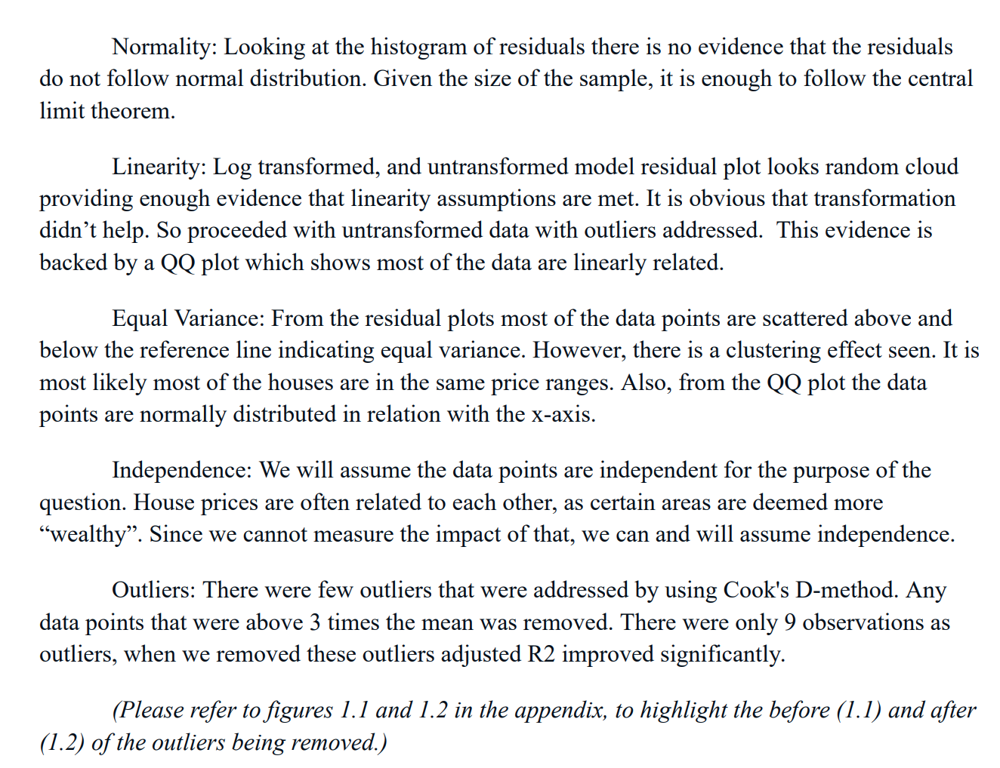 Normality: Looking at the histogram of residuals there is no evidence that the residuals
do not follow normal distribution. Given the size of the sample, it is enough to follow the central
limit theorem.
Linearity: Log transformed, and untransformed model residual plot looks random cloud
providing enough evidence that linearity assumptions are met. It is obvious that transformation
didn’t help. So proceeded with untransformed data with outliers addressed.  This evidence is
backed by a QQ plot which shows most of the data are linearly related.
Equal Variance: From the residual plots most of the data points are scattered above and
below the reference line indicating equal variance. However, there is a clustering effect seen. It is
most likely most of the houses are in the same price ranges. Also, from the QQ plot the data
points are normally distributed in relation with the x-axis.
Independence: We will assume the data points are independent for the purpose of the
question. House prices are often related to each other, as certain areas are deemed more
“wealthy”. Since we cannot measure the impact of that, we can and will assume independence.
Outliers: There were few outliers that were addressed by using Cook's D-method. Any
data points that were above 3 times the mean was removed. There were only 9 observations as
outliers, when we removed these outliers adjusted R2 improved significantly.
(Please refer to figures 1.1 and 1.2 in the appendix, to highlight the before (1.1) and after
(1.2) of the outliers being removed.)